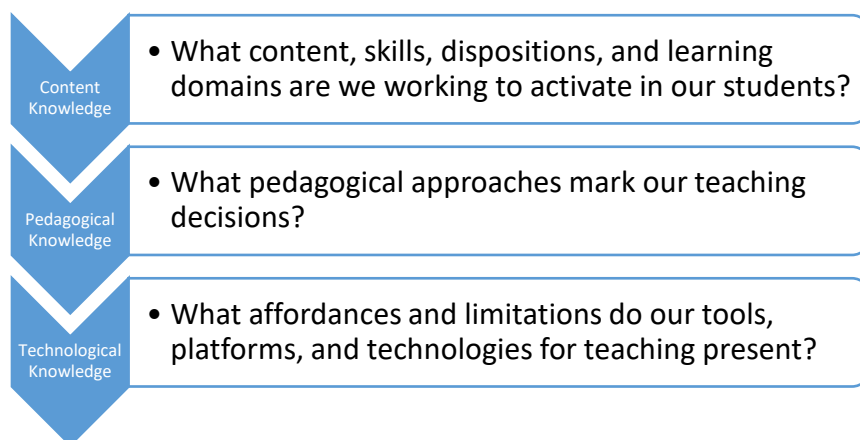 Content
Knowledge
• What content, skills, dispositions, and learning
domains are we working to activate in our students?
Pedagogical
Knowledge
• What pedagogical approaches mark our teaching
decisions?
Technological
Knowledge
• What affordances and limitations do our tools,
platforms, and technologies for teaching present?